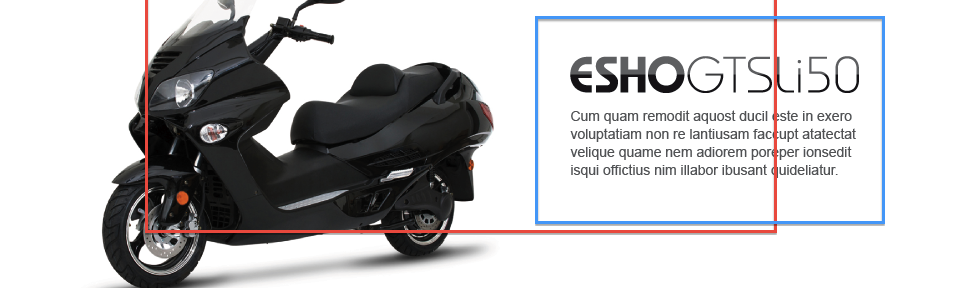 ESHOGTSLi50
Cum quam remodit aquost ducil este in exero
voluptatiam non re lantiusam faccupt atatectat
velique quame nem adiorem poreper ionsedit
isqui offictius nim illabor ibusant quideliatur.